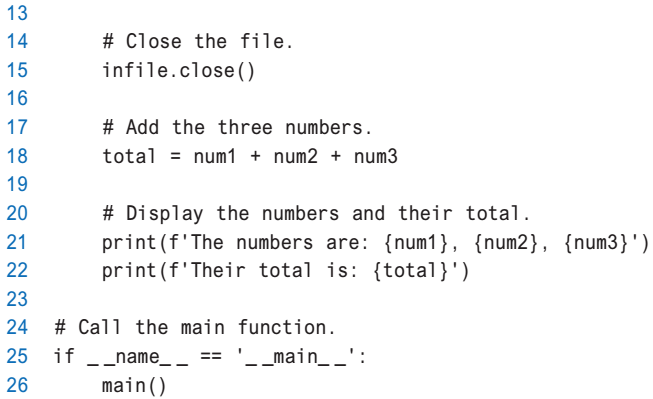 13
14     # Close the file.
15     infile.close()
16
17     # Add the three numbers.
18     total = num1 + num2 + num3
19
20     # Display the numbers and their total.
21     print(f'The numbers are: {num1}, {num2}, {num3}')
22     print(f'Their total is: {total}')
23
24 # Call the main function.
25 if _ _name_ _ == '_ _main_ _':
26     main()